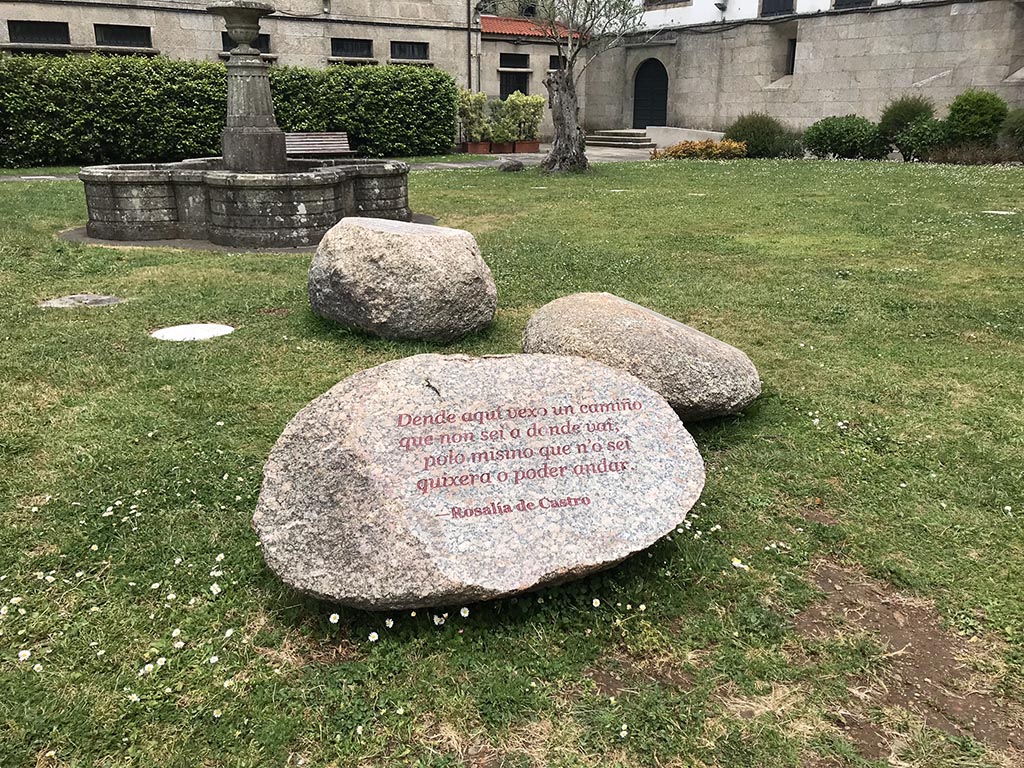 Dende aquí vexo un camiño
que non sei a donde vai;
polo mismo que n'o sei
quixera o poder andar.
—Rosalía de Castro